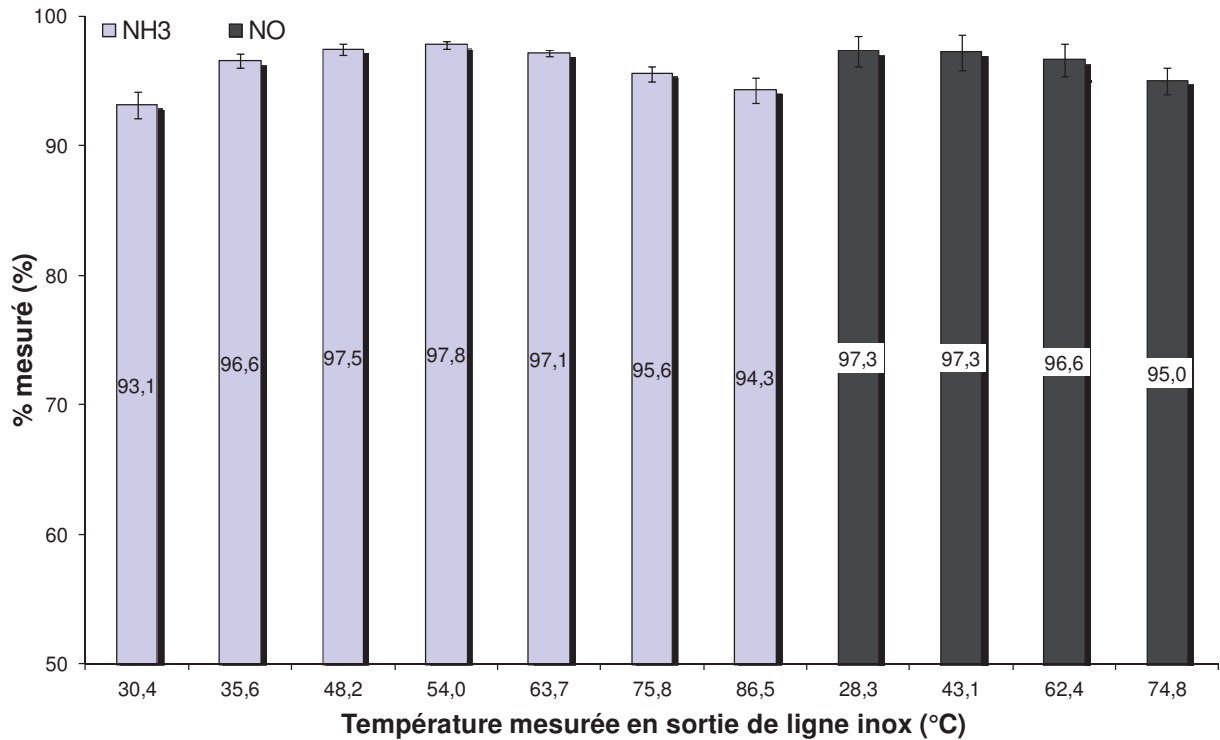 100
NH3 NO
90
80
70
60
50
% mesuré (%)
93,1 96,6 97,5 97,8 97,1 95,6 94,3 97,3 97,3 96,6 95,0
30,4 35,6 48,2 54,0 63,7 75,8 86,5 28,3 43,1 62,4 74,8
Température mesurée en sortie de ligne inox (°C)